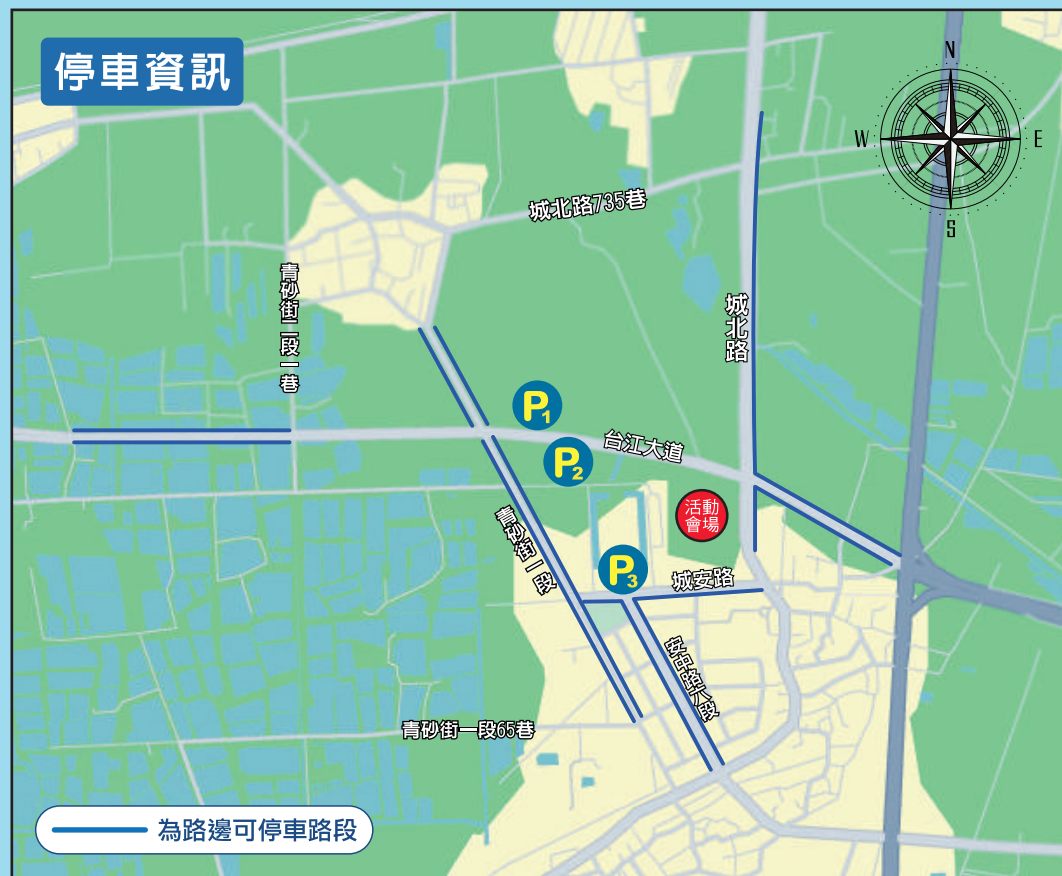 停車資訊
N
W
E
S
城北路735巷
青砂街二段一巷
城北路
P1
台江大道
P2
活動
會場
青砂街一段
P3
城安路
安中路六段
青砂街一段65巷
為路邊可停車路段